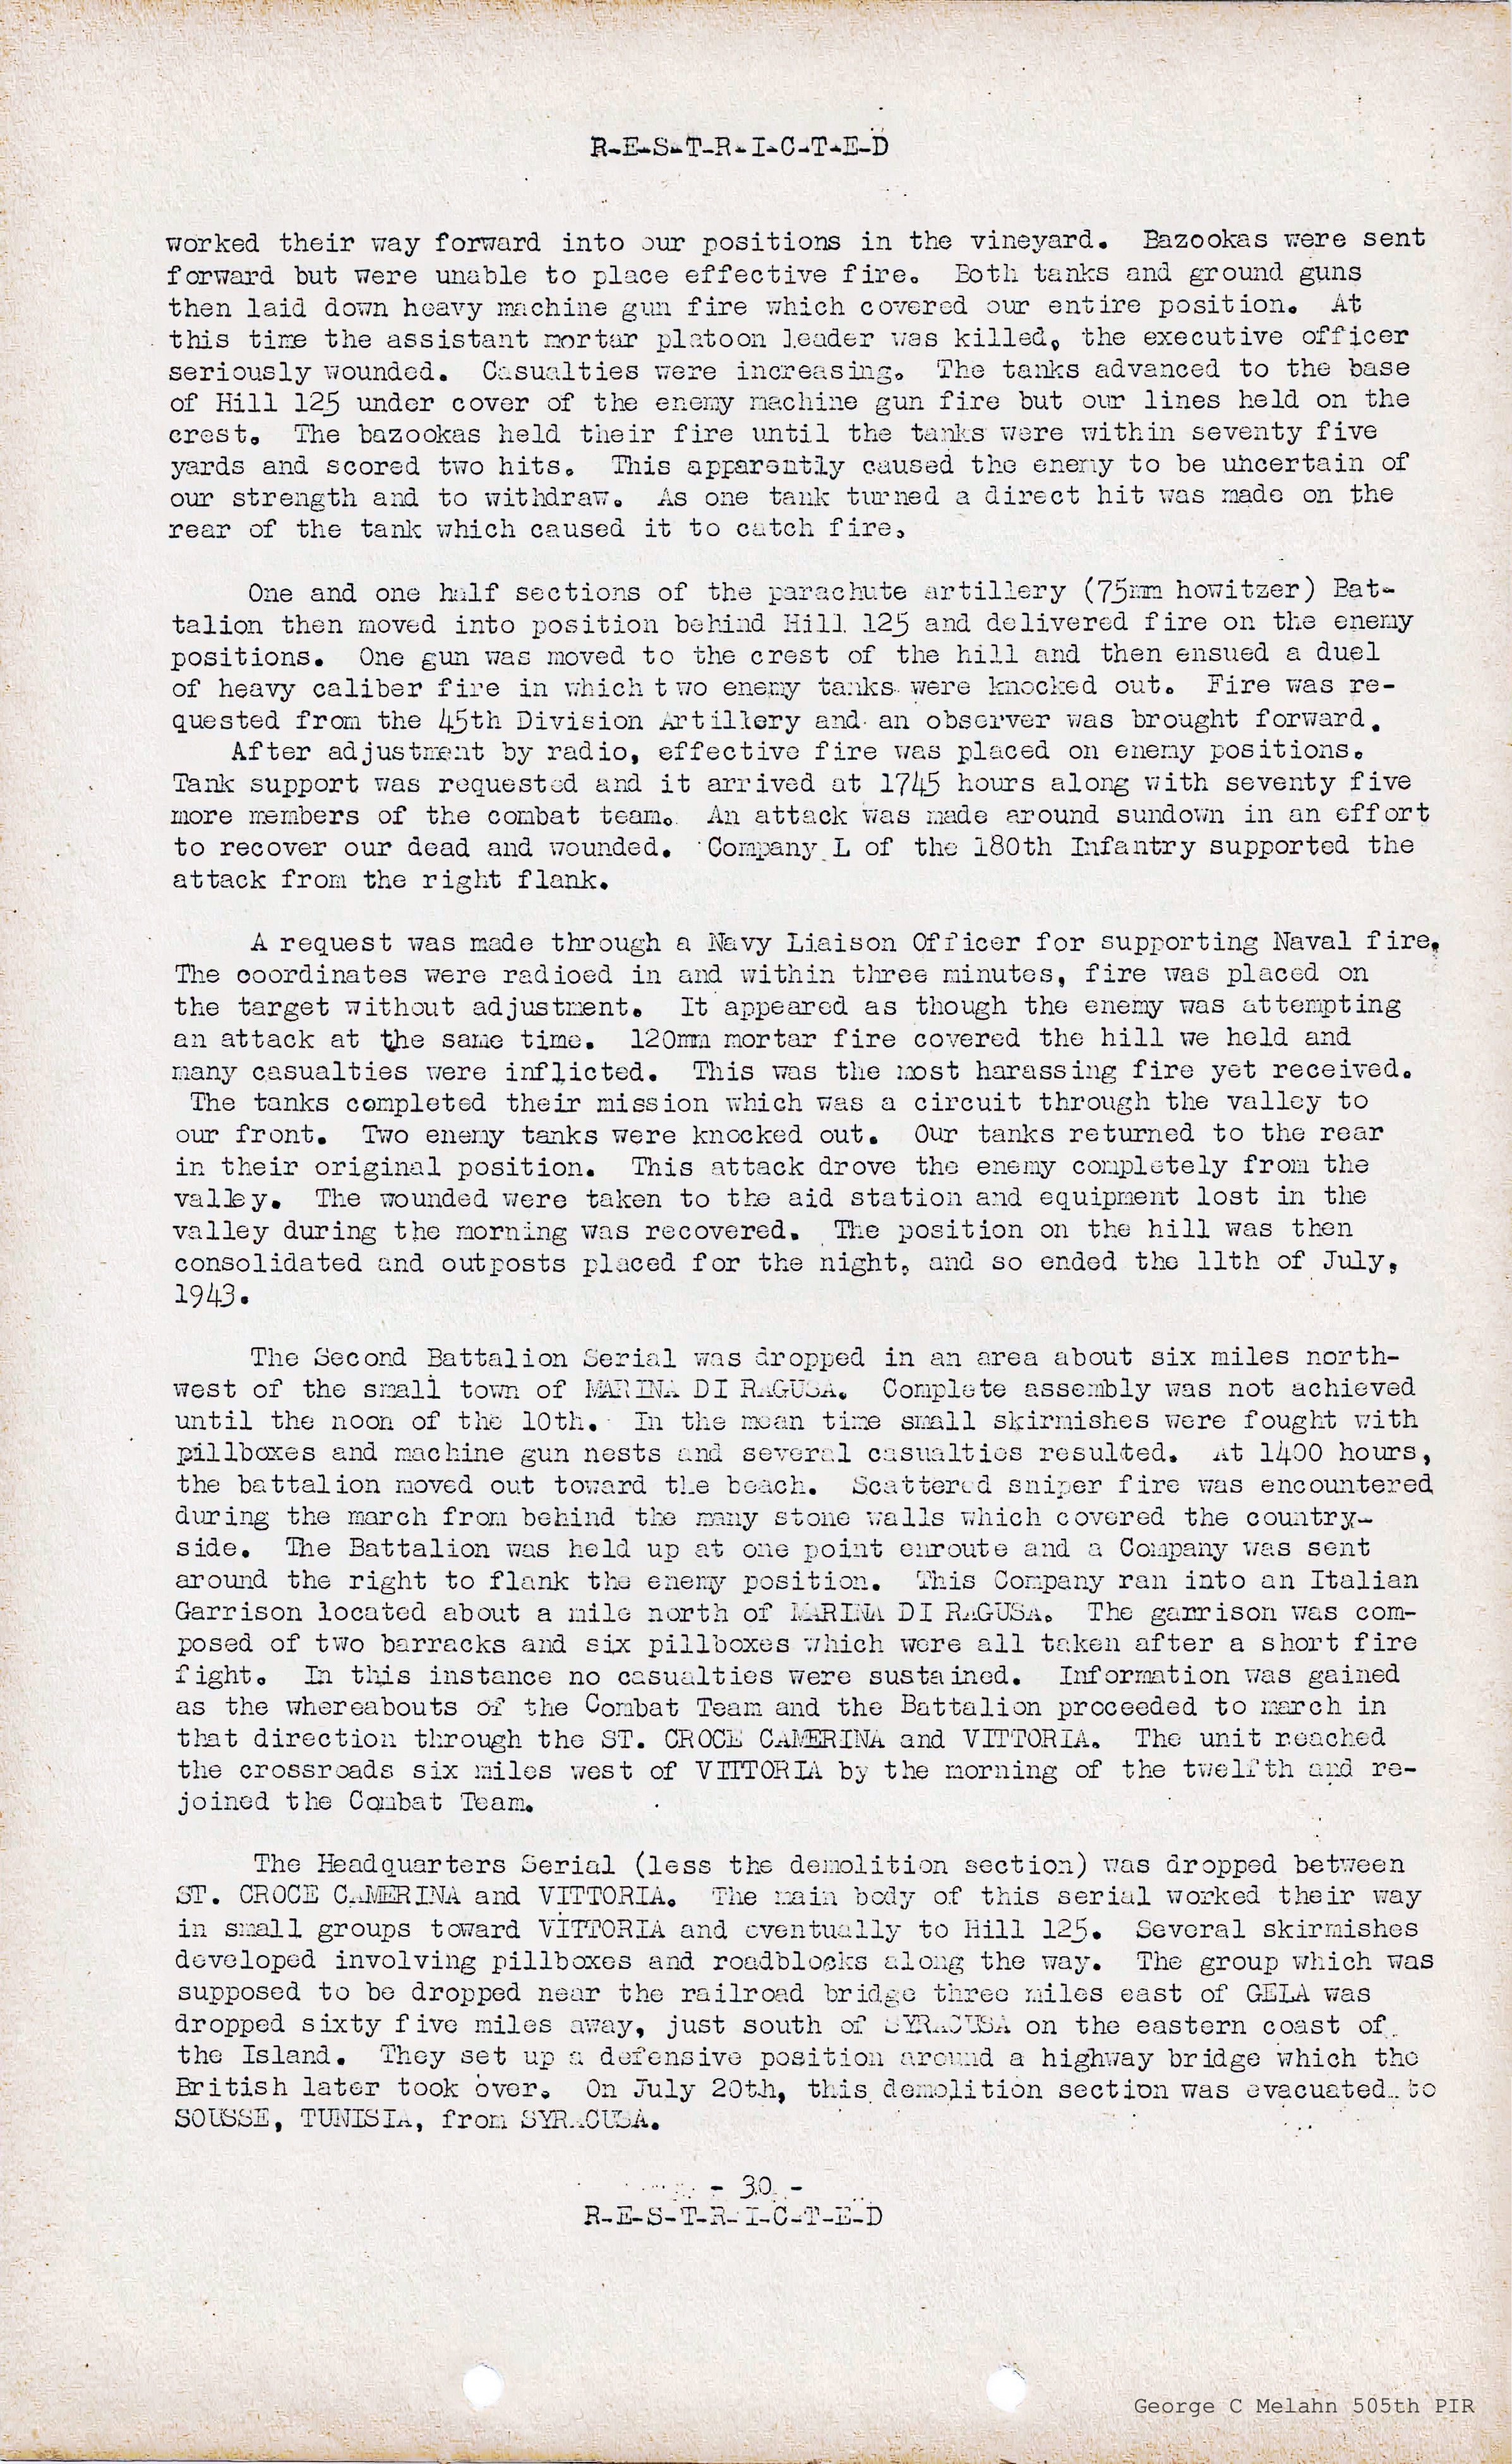 R-E-S-T-R-I-C-T-E-D
worked their way forward into our positions in the vineyard.  Bazookas were sent
forward but were unable to place effective fire.  Both tanks and ground guns
then laid down heavy machine gun fire which covered our entire position.  At
this time the assistant mortar platoon leader was killed, the executive officer
seriously wounded.  Casualties were increasing.  The tanks advanced to the base
of Hill 125 under cover of the enemy machine gun fire but our lines held on the
crest.  The bazookas held their fire until the tanks were within seventy five
yards and scored two hits.  This apparently caused the enemy to be uncertain of
our strength and to withdraw.  As one tank turned a direct hit was made on the
rear of the tank which caused it to catch fire.
One and one half sections of the parachute artillery (75mm howitzer) Bat-
talion then moved into position behind Hill 125 and delivered fire on the enemy
positions.  One gun was moved to the crest of the hill and then ensued a duel
of heavy caliber fire in which two enemy tanks were knocked out.  Fire was re-
quested from the 45th Division Artillery and an observer was brought forward.
After adjustment by radio, effective fire was placed on enemy positions.
Tank support was requested and it arrived at 1745 hours along with seventy five
more members of the combat team.  An attack was made around sundown in an effort
to recover our dead and wounded.  Company L of the 180th Infantry supported the
attack from the right flank.
A request was made through a Navy Liaison Officer for supporting Naval fire.
The coordinates were radioed in and within three minutes, fire was placed on
the target without adjustment.  It appeared as though the enemy was attempting
an attack at the same time.  120mm mortar fire covered the hill we held and
many casualties were inflicted.  This was the most harassing fire yet received.
The tanks completed their mission which was a circuit through the valley to
our front.  Two enemy tanks were knocked out.  Our tanks returned to the rear
in their original position.  This attack drove the enemy completely from the
valley.  The wounded were taken to the aid station and equipment lost in the
valley during the morning was recovered.  The position on the hill was then
consolidated and outposts placed for the night, and so ended the 11th of July,
1943.
The Second Battalion Serial was dropped in an area about six miles north-
west of the small town of MARINA DI RAGUSA.  Complete assembly was not achieved
until the noon of the 10th.  In the mean time small skirmishes were fought with
pillboxes and machine gun nests and several casualties resulted.  At 1400 hours,
the battalion moved out toward the beach.  Scattered sniper fire was encountered
during the march from behind the many stone walls which covered the country-
side.  The Battalion was held up at one point enroute and a Company was sent
around the right to flank the enemy position.  This Company ran into an Italian
Garrison located about a mile north of MARINA DI RAGUSA.  The garrison was com-
posed of two barracks and six pillboxes which were all taken after a short fire
fight.  In this instance no casualties were sustained.  Information was gained
as the whereabouts of the Combat Team and the Battalion proceeded to march in
that direction through the ST. CROCE CAMERINA and VITTORIA.  The unit reached
the crossroads six miles west of VITTORIA by the morning of the twelfth and re-
joined the Combat Team.
The Headquarters Serial (less the demolition section) was dropped between
ST. CROCE CAMERINA and VITTORIA.  The main body of this serial worked their way
in small groups toward VITTORIA and eventually to Hill 125.  Several skirmishes
developed involving pillboxes and roadblocks along the way.  The group which was
supposed to be dropped near the railroad bridge three miles east of GELA was
dropped sixty five miles away, just south of SYRACUSA on the eastern coast of
the Island.  They set up a defensive position around a highway bridge which the
British later took over.  On July 20th, this demolition section was evacuated to
SOUSSE, TUNISIA, from SYRACUSA.
- 30 -
R-E-S-T-R-I-C-T-E-D
George C Melahn 505th PIR